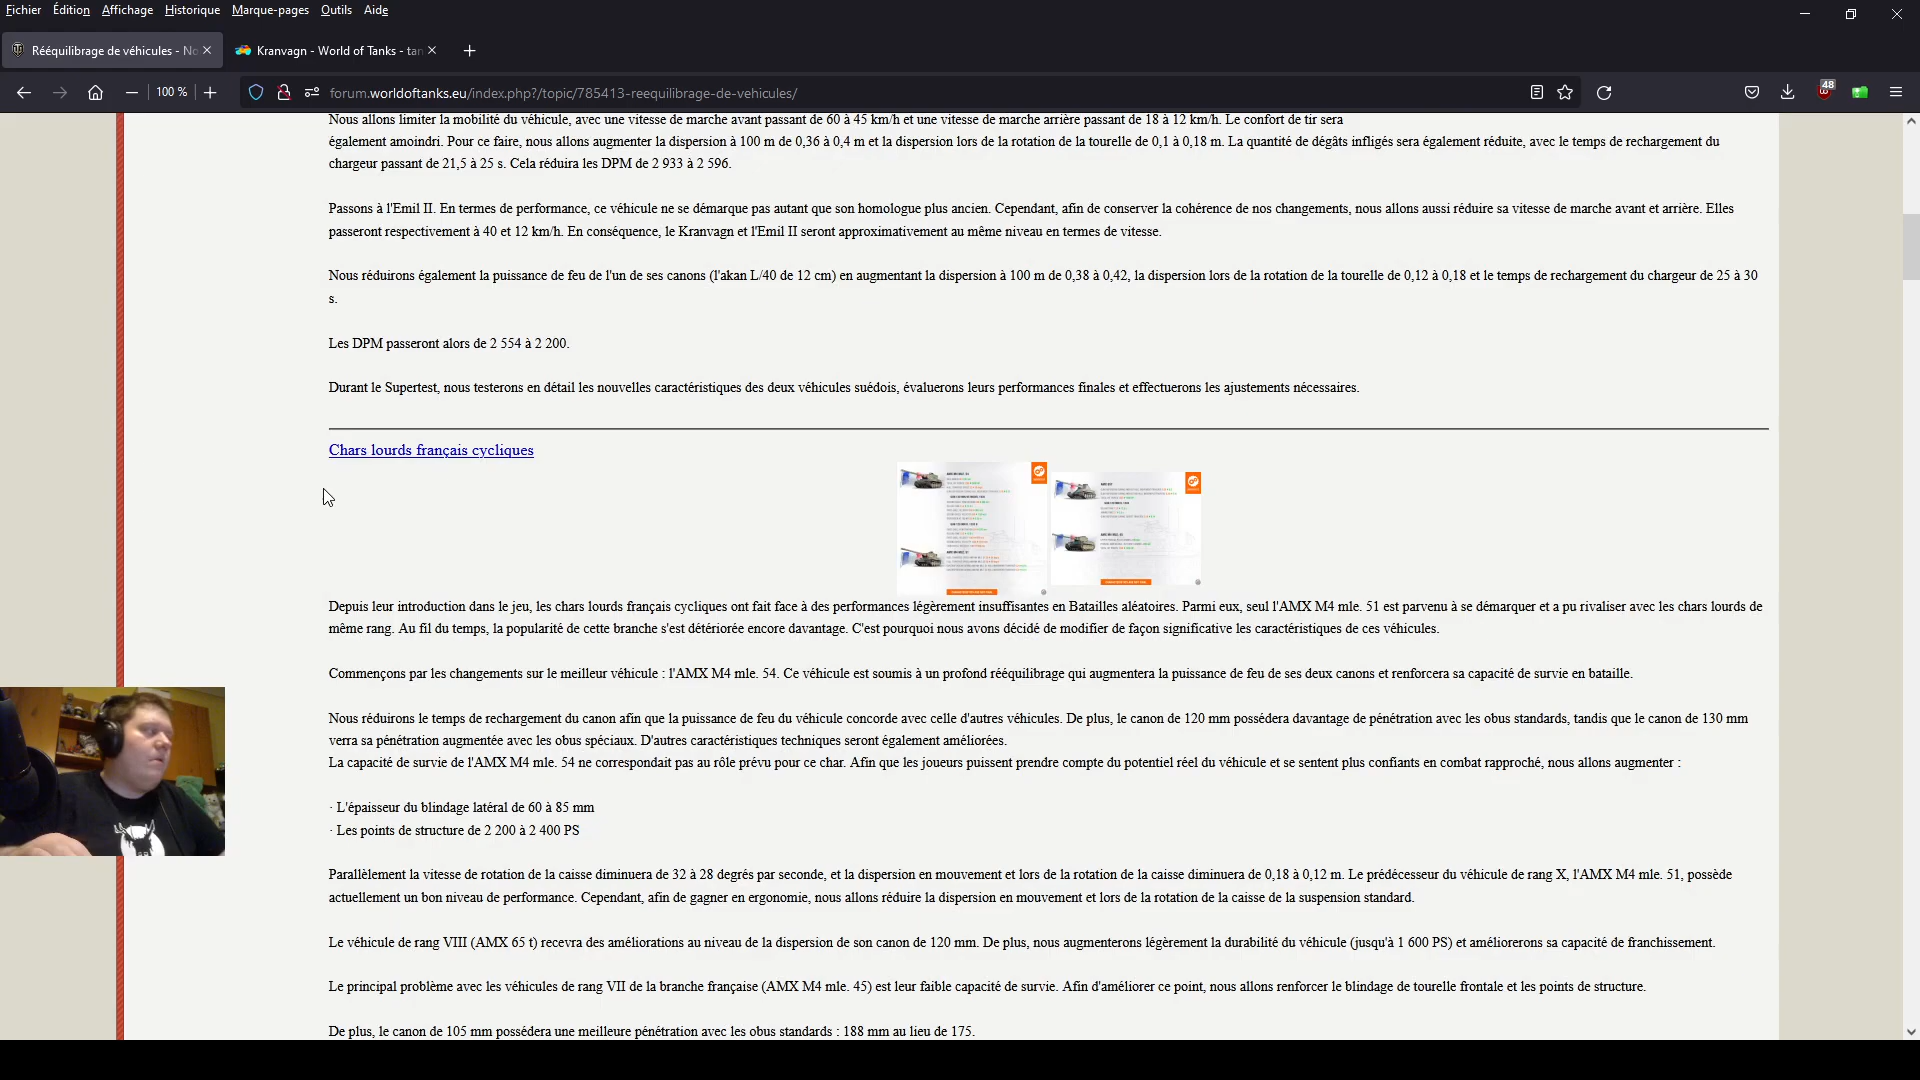 Fichier Édition Affichage Historique Marque-pages Outils Aide
Rééquilibrage de véhicules - No
Kranvagn - World of Tanks - tan
100 %
forum.worldoftanks.eu/index.php?/topic/785413-reequilibrage-de-vehicules/
48
Nous allons limiter la mobilité du véhicule, avec une vitesse de marche avant passant de 60 à 45 km/h et une vitesse de marche arrière passant de 18 à 12 km/h. Le confort de tir sera
également amoindri. Pour ce faire, nous allons augmenter la dispersion à 100 m de 0,36 à 0,4 m et la dispersion lors de la rotation de la tourelle de 0,1 à 0,18 m. La quantité de dégâts infligés sera également réduite, avec le temps de rechargement du
chargeur passant de 21,5 à 25 s. Cela réduira les DPM de 2 933 à 2 596.
Passons à l'Emil II. En termes de performance, ce véhicule ne se démarque pas autant que son homologue plus ancien. Cependant, afin de conserver la cohérence de nos changements, nous allons aussi réduire sa vitesse de marche avant et arrière. Elles
passeront respectivement à 40 et 12 km/h. En conséquence, le Kranvagn et l'Emil II seront approximativement au même niveau en termes de vitesse.
Nous réduirons également la puissance de feu de l'un de ses canons (l'akan L/40 de 12 cm) en augmentant la dispersion à 100 m de 0,38 à 0,42, la dispersion lors de la rotation de la tourelle de 0,12 à 0,18 et le temps de rechargement du chargeur de 25 à 30
s.
Les DPM passeront alors de 2 554 à 2 200.
Durant le Supertest, nous testerons en détail les nouvelles caractéristiques des deux véhicules suédois, évaluerons leurs performances finales et effectuerons les ajustements nécessaires.
Chars lourds français cycliques
Depuis leur introduction dans le jeu, les chars lourds français cycliques ont fait face à des performances légèrement insuffisantes en Batailles aléatoires. Parmi eux, seul l'AMX M4 mle. 51 est parvenu à se démarquer et a pu rivaliser avec les chars lourds de
même rang. Au fil du temps, la popularité de cette branche s'est détériorée encore davantage. C'est pourquoi nous avons décidé de modifier de façon significative les caractéristiques de ces véhicules.
Commençons par les changements sur le meilleur véhicule : l'AMX M4 mle. 54. Ce véhicule est soumis à un profond rééquilibrage qui augmentera la puissance de feu de ses deux canons et renforcera sa capacité de survie en bataille.
Nous réduirons le temps de rechargement du canon afin que la puissance de feu du véhicule concorde avec celle d'autres véhicules. De plus, le canon de 120 mm possédera davantage de pénétration avec les obus standards, tandis que le canon de 130 mm
verra sa pénétration augmentée avec les obus spéciaux. D'autres caractéristiques techniques seront également améliorées.
La capacité de survie de l'AMX M4 mle. 54 ne correspondait pas au rôle prévu pour ce char. Afin que les joueurs puissent prendre compte du potentiel réel du véhicule et se sentent plus confiants en combat rapproché, nous allons augmenter :
· L'épaisseur du blindage latéral de 60 à 85 mm
· Les points de structure de 2 200 à 2 400 PS
Parallèlement la vitesse de rotation de la caisse diminuera de 32 à 28 degrés par seconde, et la dispersion en mouvement et lors de la rotation de la caisse diminuera de 0,18 à 0,12 m. Le prédécesseur du véhicule de rang X, l'AMX M4 mle. 51, possède
actuellement un bon niveau de performance. Cependant, afin de gagner en ergonomie, nous allons réduire la dispersion en mouvement et lors de la rotation de la caisse de la suspension standard.
Le véhicule de rang VIII (AMX 65 t) recevra des améliorations au niveau de la dispersion de son canon de 120 mm. De plus, nous augmenterons légèrement la durabilité du véhicule (jusqu'à 1 600 PS) et améliorerons sa capacité de franchissement.
Le principal problème avec les véhicules de rang VII de la branche française (AMX M4 mle. 45) est leur faible capacité de survie. Afin d'améliorer ce point, nous allons renforcer le blindage de tourelle frontale et les points de structure.
De plus, le canon de 105 mm possédera une meilleure pénétration avec les obus standards : 188 mm au lieu de 175.